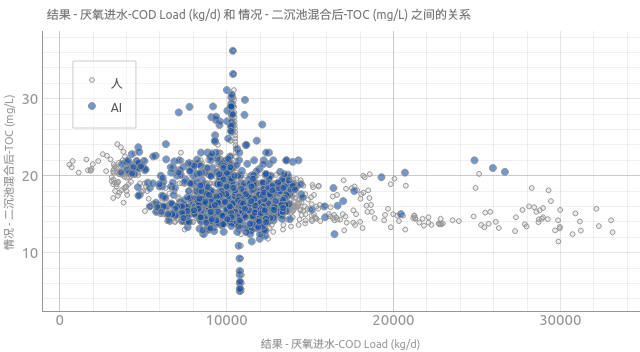 结果 - 厌氧进水-COD Load (kg/d) 和 情况 - 二沉池混合后-TOC (mg/L) 之间的关系
人
AI
30
20
10
情况 - 二沉池混合后-TOC (mg/L)
0
10000
20000
30000
结果 - 厌氧进水-COD Load (kg/d)